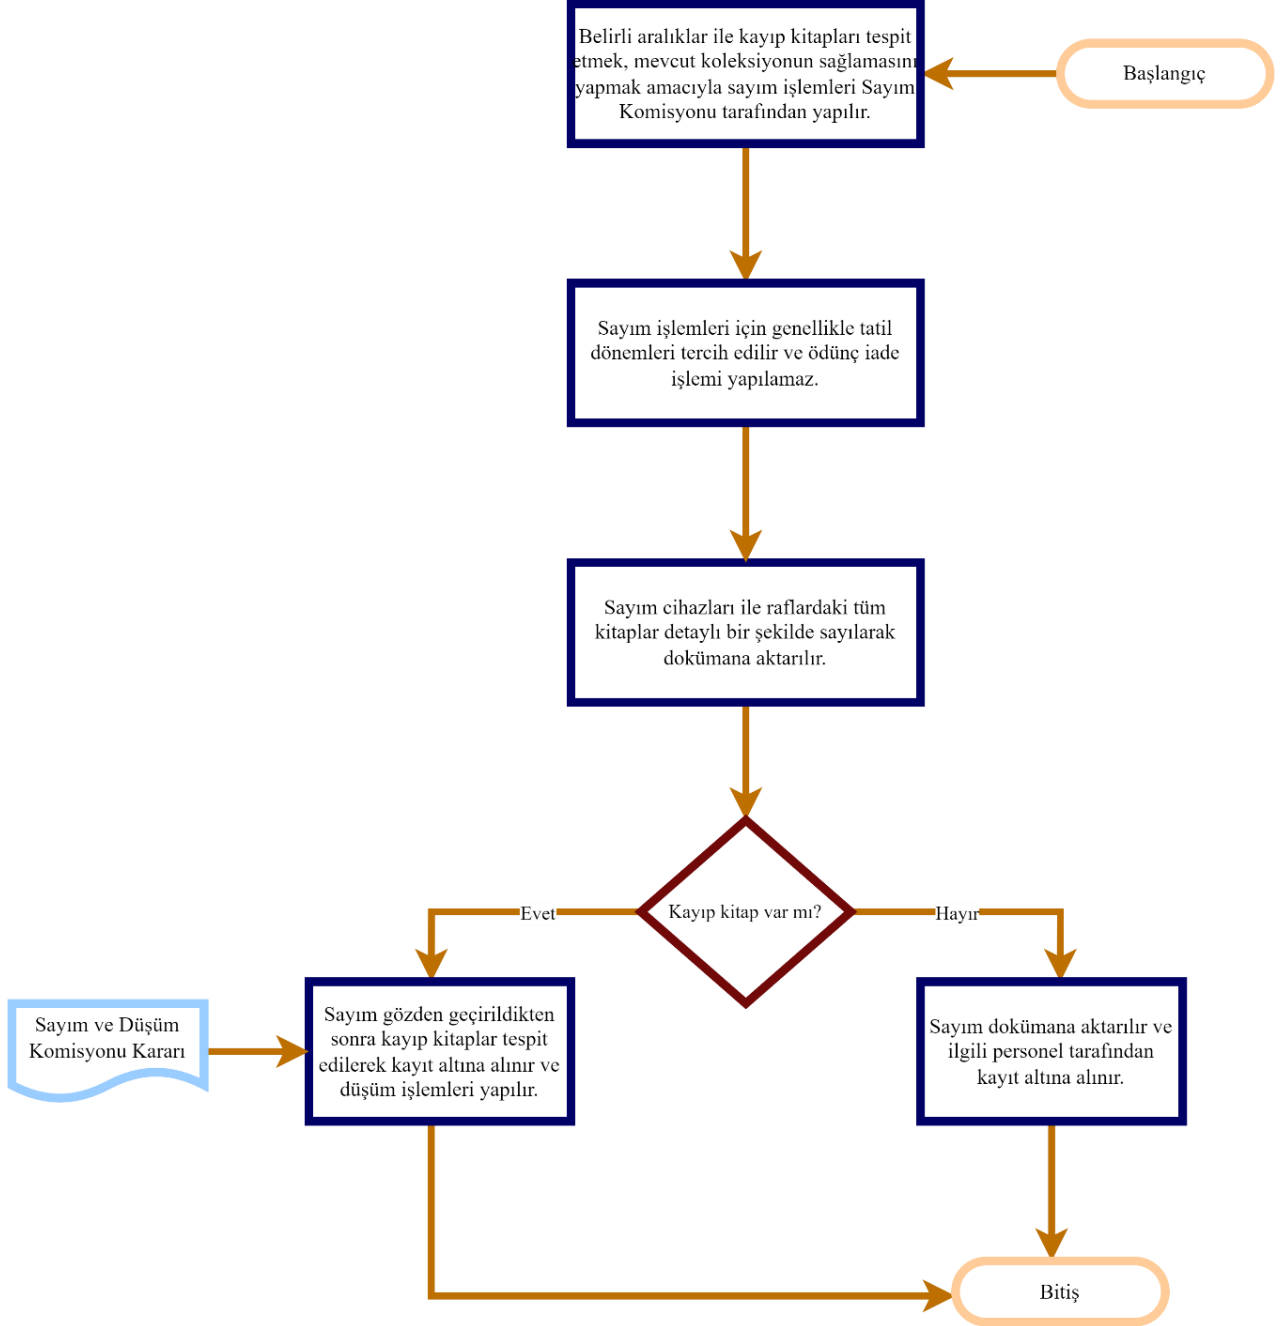 Başlangıç
Belirli aralıklar ile kayıp kitapları tespit
etmek, mevcut koleksiyonun sağlamasını
yapmak amacıyla sayım işlemleri Sayım
Komisyonu tarafından yapılır.
Sayım işlemleri için genellikle tatil
dönemleri tercih edilir ve ödünç iade
işlemi yapılamaz.
Sayım cihazları ile raflardaki tüm
kitaplar detaylı bir şekilde sayılarak
dokümana aktarılır.
Kayıp kitap var mı?
Evet
Hayır
Sayım ve Düşüm
Komisyonu Kararı
Sayım gözden geçirildikten
sonra kayıp kitaplar tespit
edilerek kayıt altına alınır ve
düşüm işlemleri yapılır.
Sayım dokümana aktarılır ve
ilgili personel tarafından
kayıt altına alınır.
Bitiş